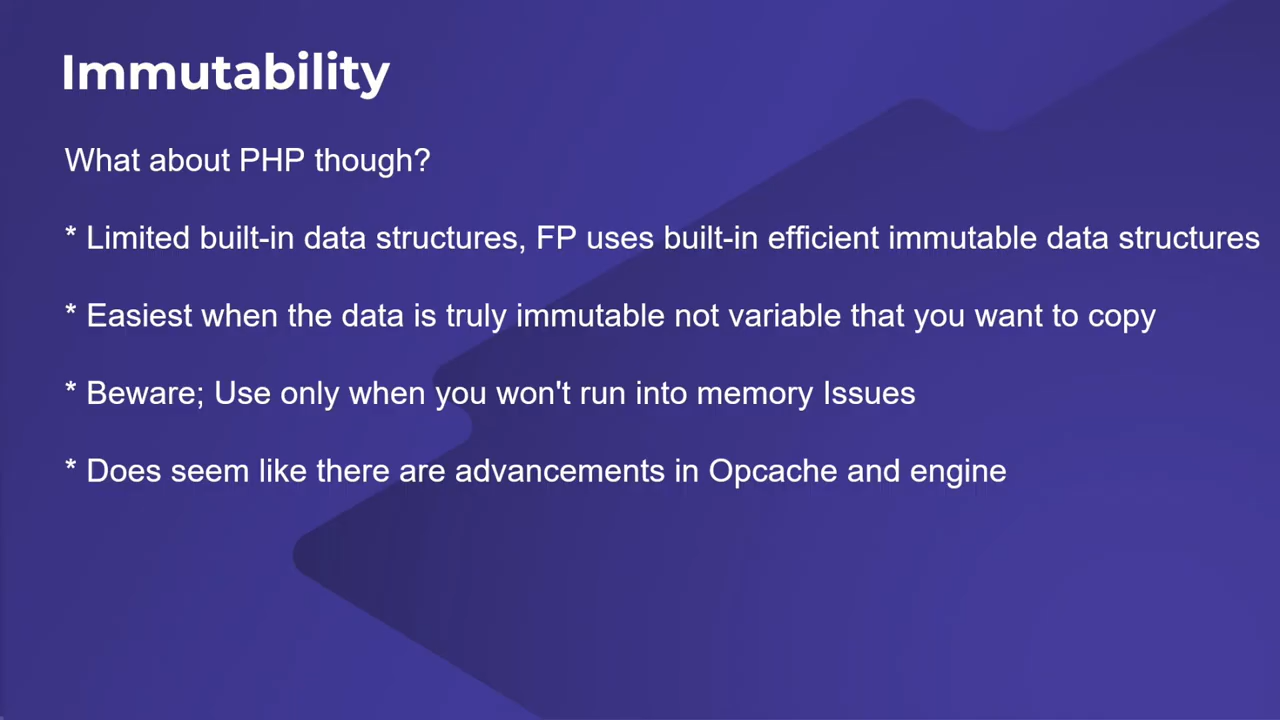 Immutability
What about PHP though?
* Limited built-in data structures, FP uses built-in efficient immutable data structures
* Easiest when the data is truly immutable not variable that you want to copy
* Beware; Use only when you won't run into memory Issues
* Does seem like there are advancements in Opcache and engine